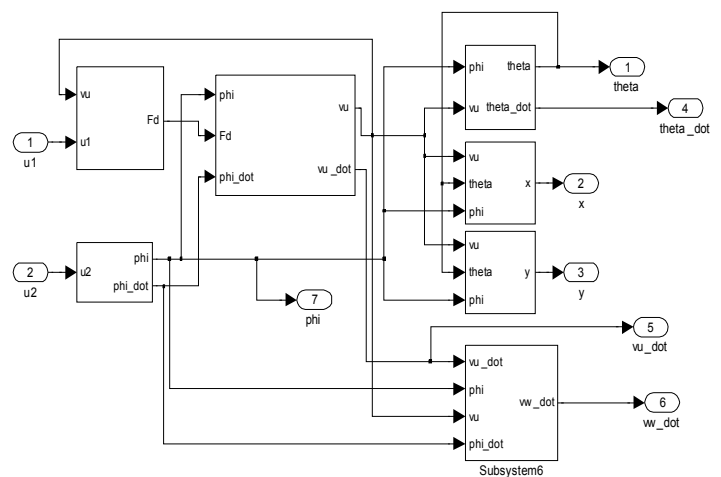 vu
u1
Fd
1
u1
phi
Fd
phi_dot
vu
vu_dot
u2
phi
phi_dot
2
u2
7
phi
phi
vu
theta
theta_dot
1
theta
4
theta_dot
vu
theta
phi
x
2
x
vu
theta
phi
y
3
y
5
vu_dot
vu_dot
phi
vu
phi_dot
vw_dot
6
vw_dot
Subsystem6